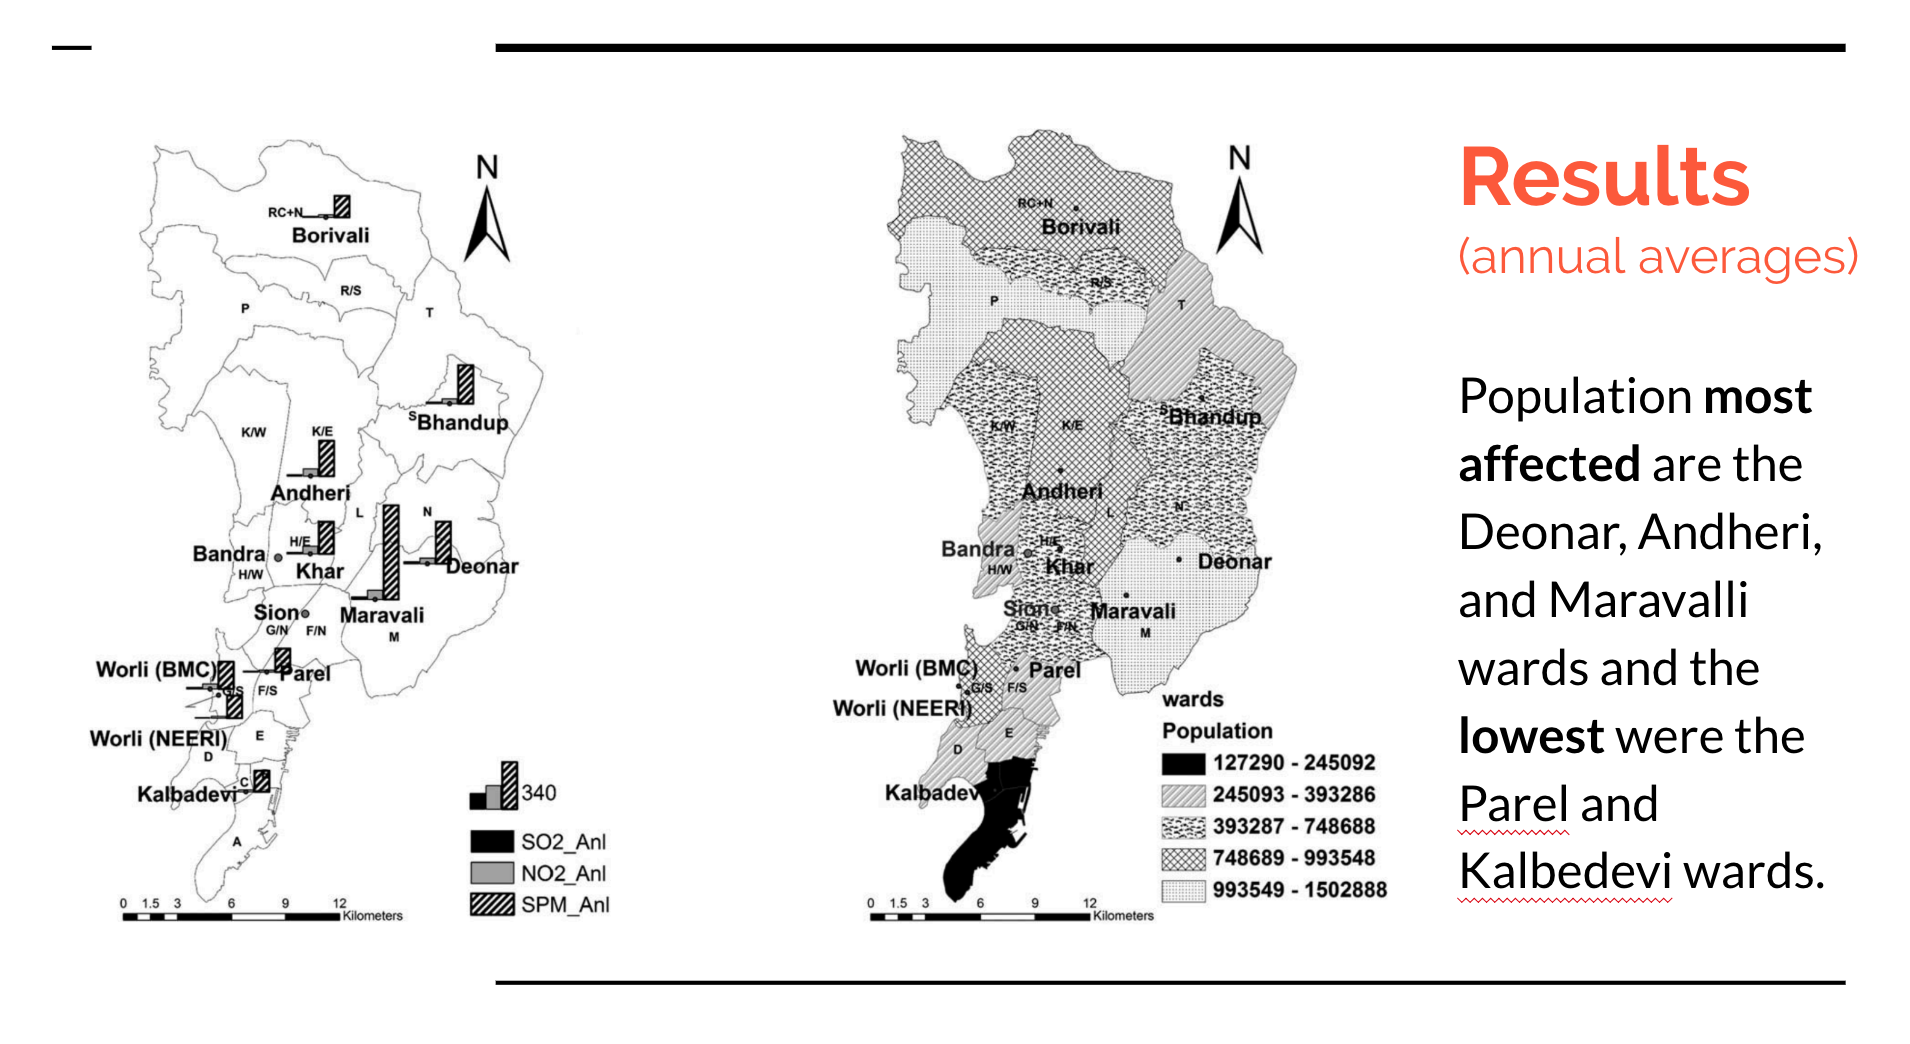 N
RC+N
Borivali
R/S
P
T
SBhandup
K/W
K/E
Andheri
L
N
Bandra
H/E
H/W
Khar
Deonar
Sion
Maravali
G/N
F/N
M
Worli (BMC)
Parel
G/S
F/S
Worli (NEERI)
E
D
C
Kalbadevi
A
340
SO2_Anl
NO2_Anl
SPM_Anl
0 1.5 3 6 9 12
Kilometers
N
RC+N
Borivali
R/S
P
T
SBhandup
K/W
K/E
Andheri
L
N
Bandra
H/E
H/W
Khar
Deonar
Sion
Maravali
G/N
F/N
M
Worli (BMC)
Parel
G/S
F/S
Worli (NEERI)
E
D
Kalbadev
wards
Population
127290 - 245092
245093 - 393286
393287 - 748688
748689 - 993548
993549 - 1502888
0 1.5 3 6 9 12
Kilometers
Results
(annual averages)
Population most
affected are the
Deonar, Andheri,
and Maravalli
wards and the
lowest were the
Parel and
Kalbedevi wards.